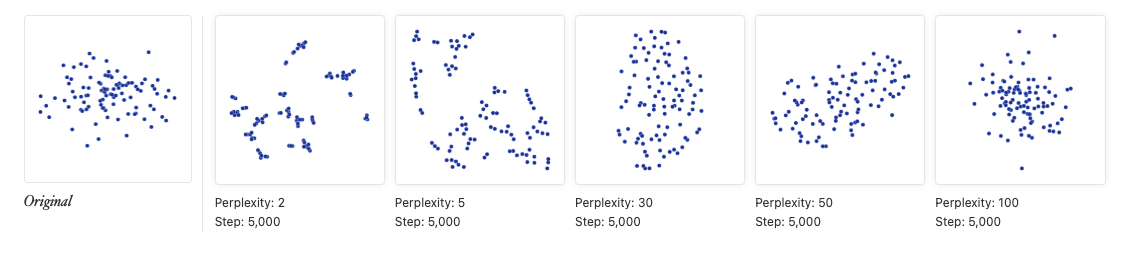 Original
Perplexity: 2
Step: 5,000
Perplexity: 5
Step: 5,000
Perplexity: 30
Step: 5,000
Perplexity: 50
Step: 5,000
Perplexity: 100
Step: 5,000